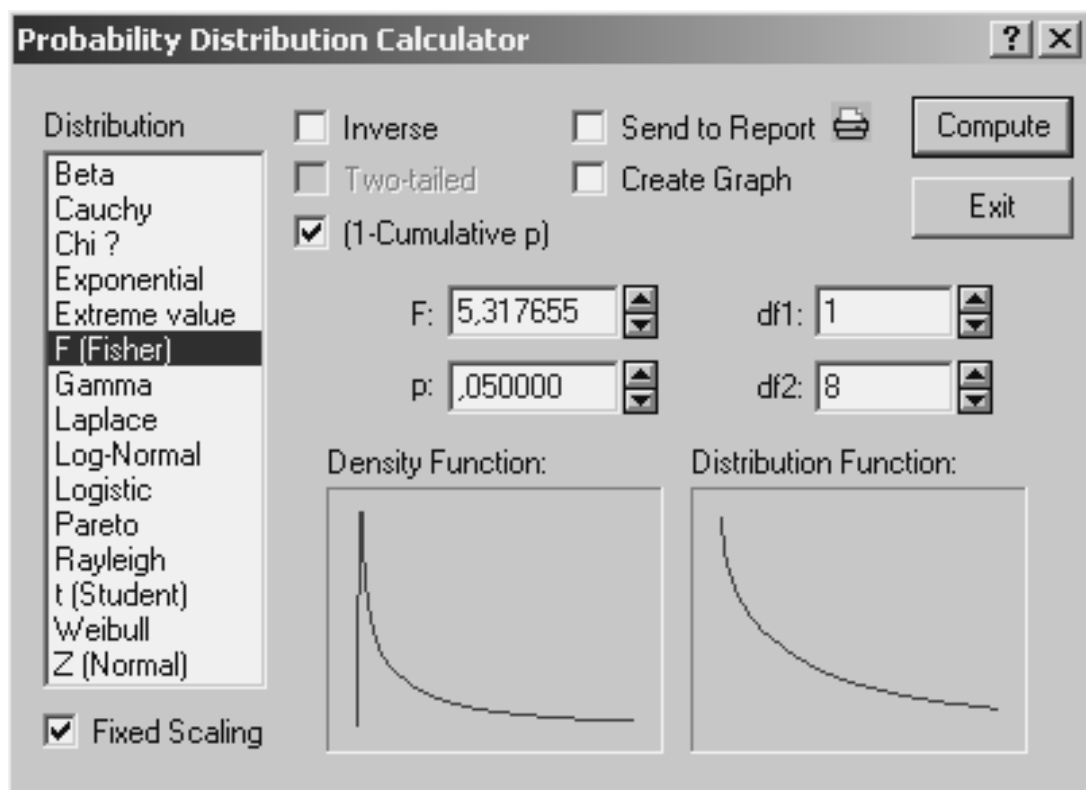 Probability Distribution Calculator
Distribution
Beta
Cauchy
Chi ?
Exponential
Extreme value
F (Fisher)
Gamma
Laplace
Log-Normal
Logistic
Pareto
Rayleigh
t (Student)
Weibull
Z (Normal)
Fixed Scaling
Inverse
Two-tailed
(1-Cumulative p)
Send to Report
Create Graph
Compute
Exit
F: 5,317655
df1: 1
p: ,050000
df2: 8
Density Function:
Distribution Function: